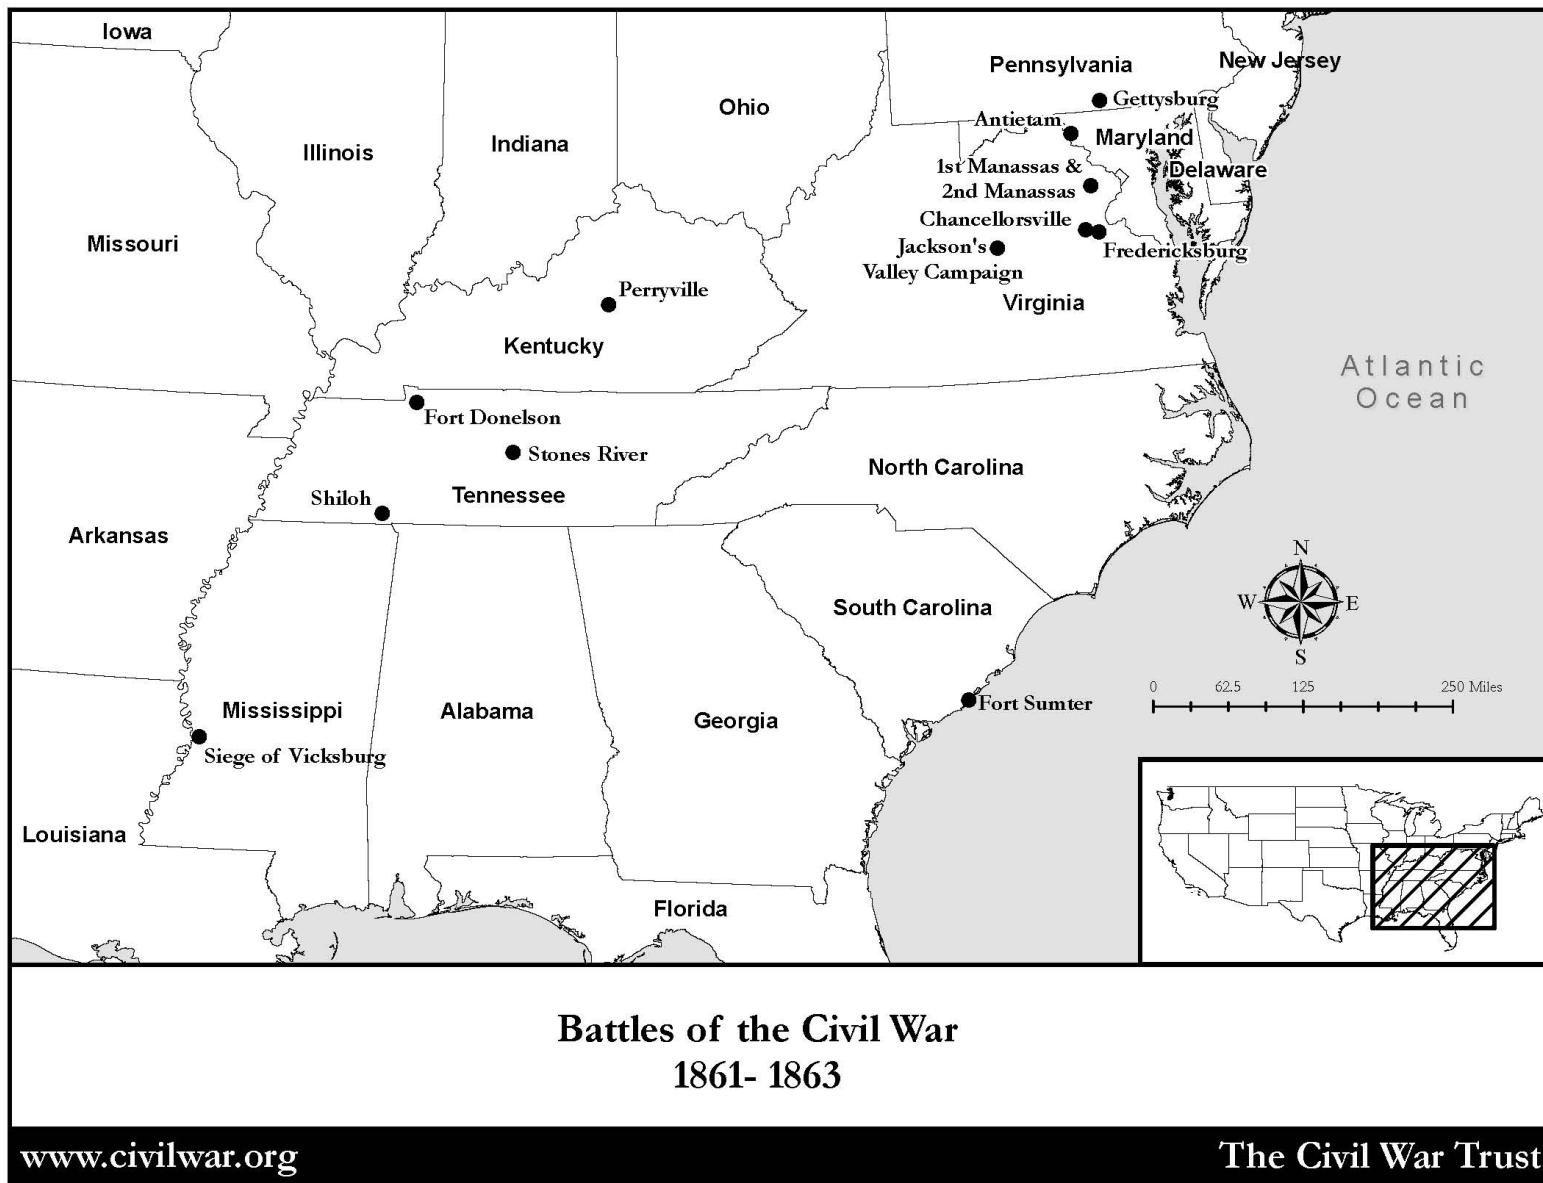 Iowa
Pennsylvania
New Jersey
Ohio
Gettysburg
Antietam
Maryland
Illinois
Indiana
1st Manassas &
2nd Manassas
Delaware
Chancellorsville
Missouri
Jackson's
Valley Campaign
Fredericksburg
Perryville
Virginia
Kentucky
Atlantic
Ocean
Fort Donelson
Stones River
North Carolina
Shiloh
Tennessee
Arkansas
N
W
E
S
South Carolina
0 62.5 125 250 Miles
Fort Sumter
Mississippi
Alabama
Georgia
Siege of Vicksburg
Louisiana
Florida
Battles of the Civil War
1861- 1863
www.civilwar.org
The Civil War Trust